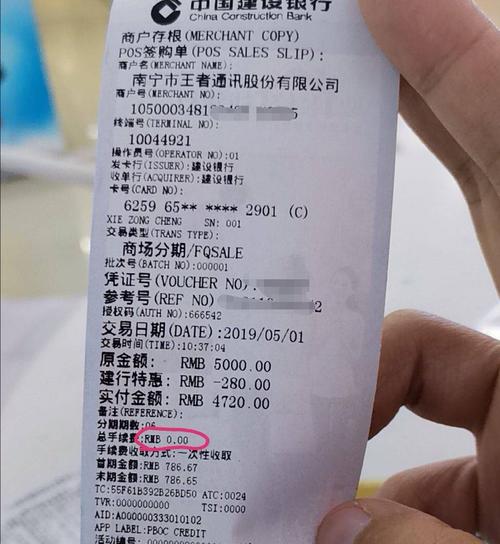 中国建设银行
China Construction Bank
商户存根(MERCHANT COPY)
POS签购单(POS SALES SLIP):
商户名(MERCHANT NAME):
南宁市王者通讯股份有限公司
商户号(MERCHANT NO):
1050003481
终端号(TERMINAL NO):
10044921
操作员号(OPERATOR NO):01
发卡行(ISSUER):建设银行
收单行(ACQUIRER):建设银行
卡号(CARD NO):
6259 65** **** 2901 (C)
XIE ZONG CHENG SN: 001
交易类型(TRANS TYPE):
商场分期/FQSALE
批次号(BATCH NO):000001
凭证号(VOUCHER NO):
参考号(REF NO)
授权码(AUTH NO):666542
交易日期(DATE):2019/05/01
交易时间(TIME):10:37:04
原金额: RMB 5000.00
建行特惠: RMB -280.00
实付金额: RMB 4720.00
备注(REFERENCE):
分期期数:06
总手续费:RMB 0.00
手续费收取方式:一次性收取
首期金额:RMB 786.67
末期金额:RMB 786.65
TC:55F61B392B26BD50 ATC:0024
TVR:0000000000 TSI:0000
AID:A000000333010102
APP LABEL:PBOC CREDIT